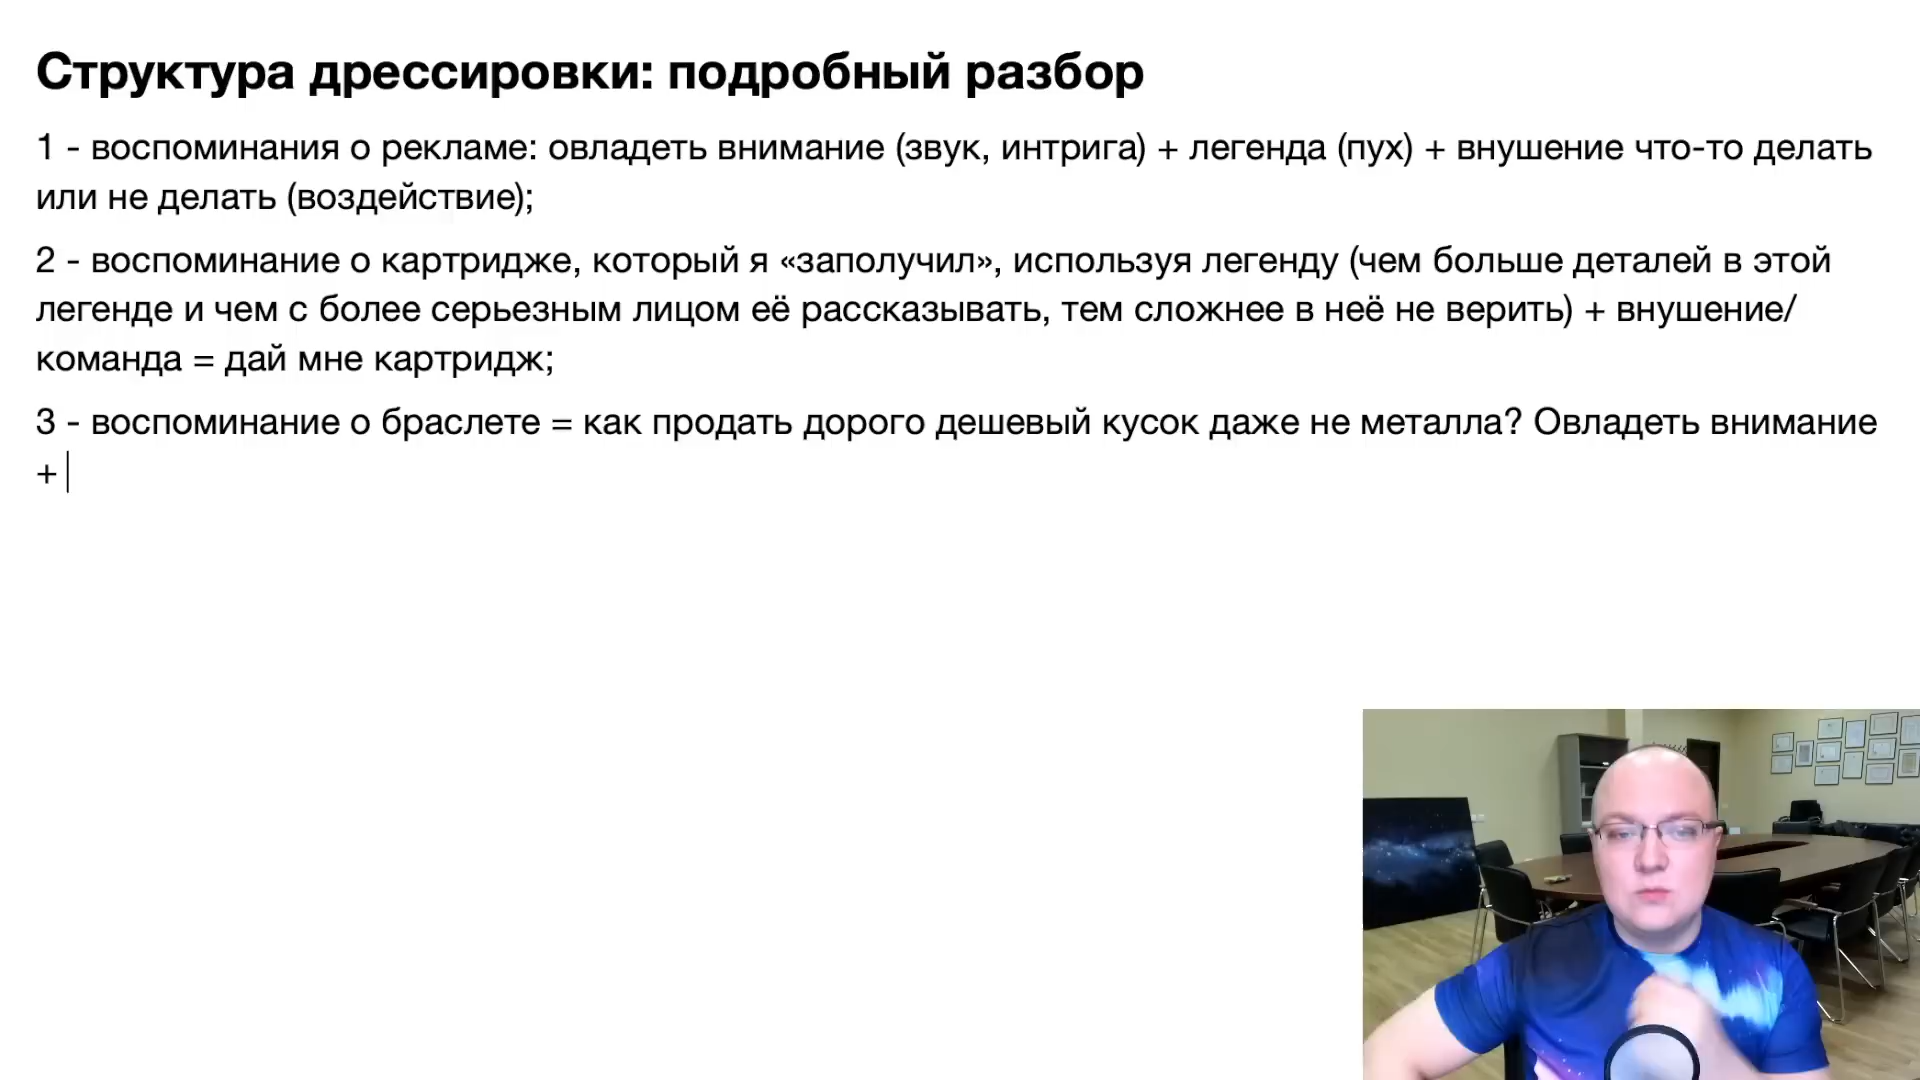 Структура дрессировки: подробный разбор
1 - воспоминания о рекламе: овладеть внимание (звук, интрига) + легенда (пух) + внушение что-то делать
или не делать (воздействие);
2 - воспоминание о картридже, который я «заполучил», используя легенду (чем больше деталей в этой
легенде и чем с более серьезным лицом её рассказывать, тем сложнее в неё не верить) + внушение/
команда = дай мне картридж;
3 - воспоминание о браслете = как продать дорого дешевый кусок даже не металла? Овладеть внимание
+